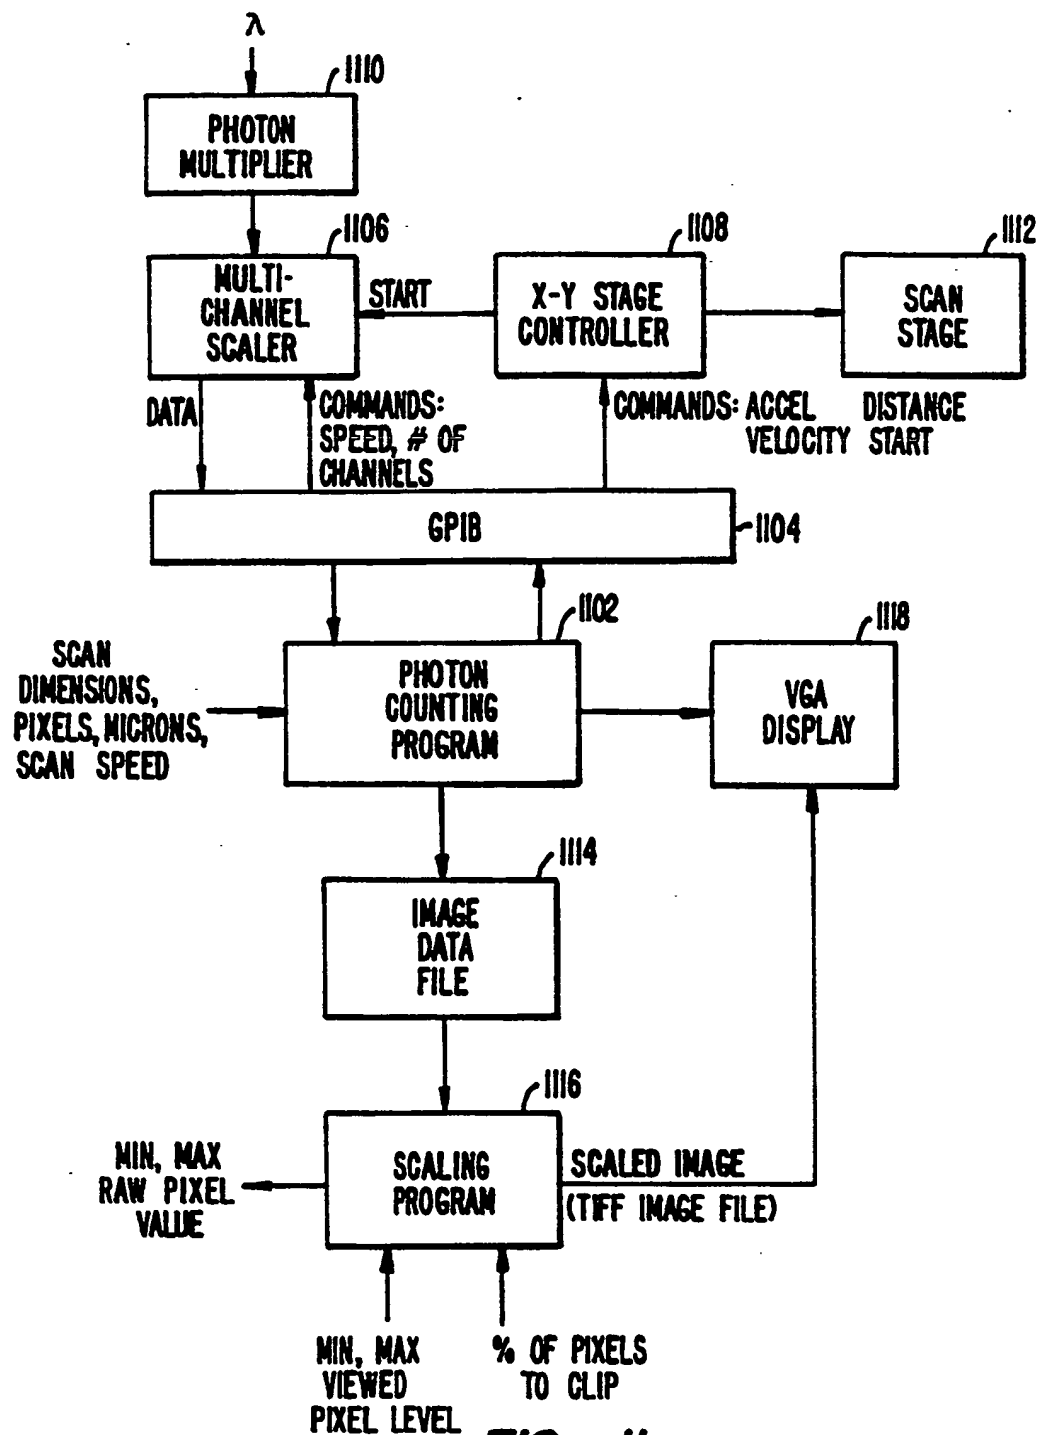 λ
1110
PHOTON
MULTIPLIER
1106
MULTI-
CHANNEL
SCALER
START
1108
X-Y STAGE
CONTROLLER
1112
SCAN
STAGE
DATA
COMMANDS:
SPEED, # OF
CHANNELS
COMMANDS: ACCEL DISTANCE
VELOCITY START
GPIB
1104
1102
SCAN
DIMENSIONS,
PIXELS, MICRONS,
SCAN SPEED
PHOTON
COUNTING
PROGRAM
1118
VGA
DISPLAY
1114
IMAGE
DATA
FILE
1116
MIN, MAX
RAW PIXEL
VALUE
SCALING
PROGRAM
SCALED IMAGE
(TIFF IMAGE FILE)
MIN, MAX
VIEWED
PIXEL LEVEL
% OF PIXELS
TO CLIP